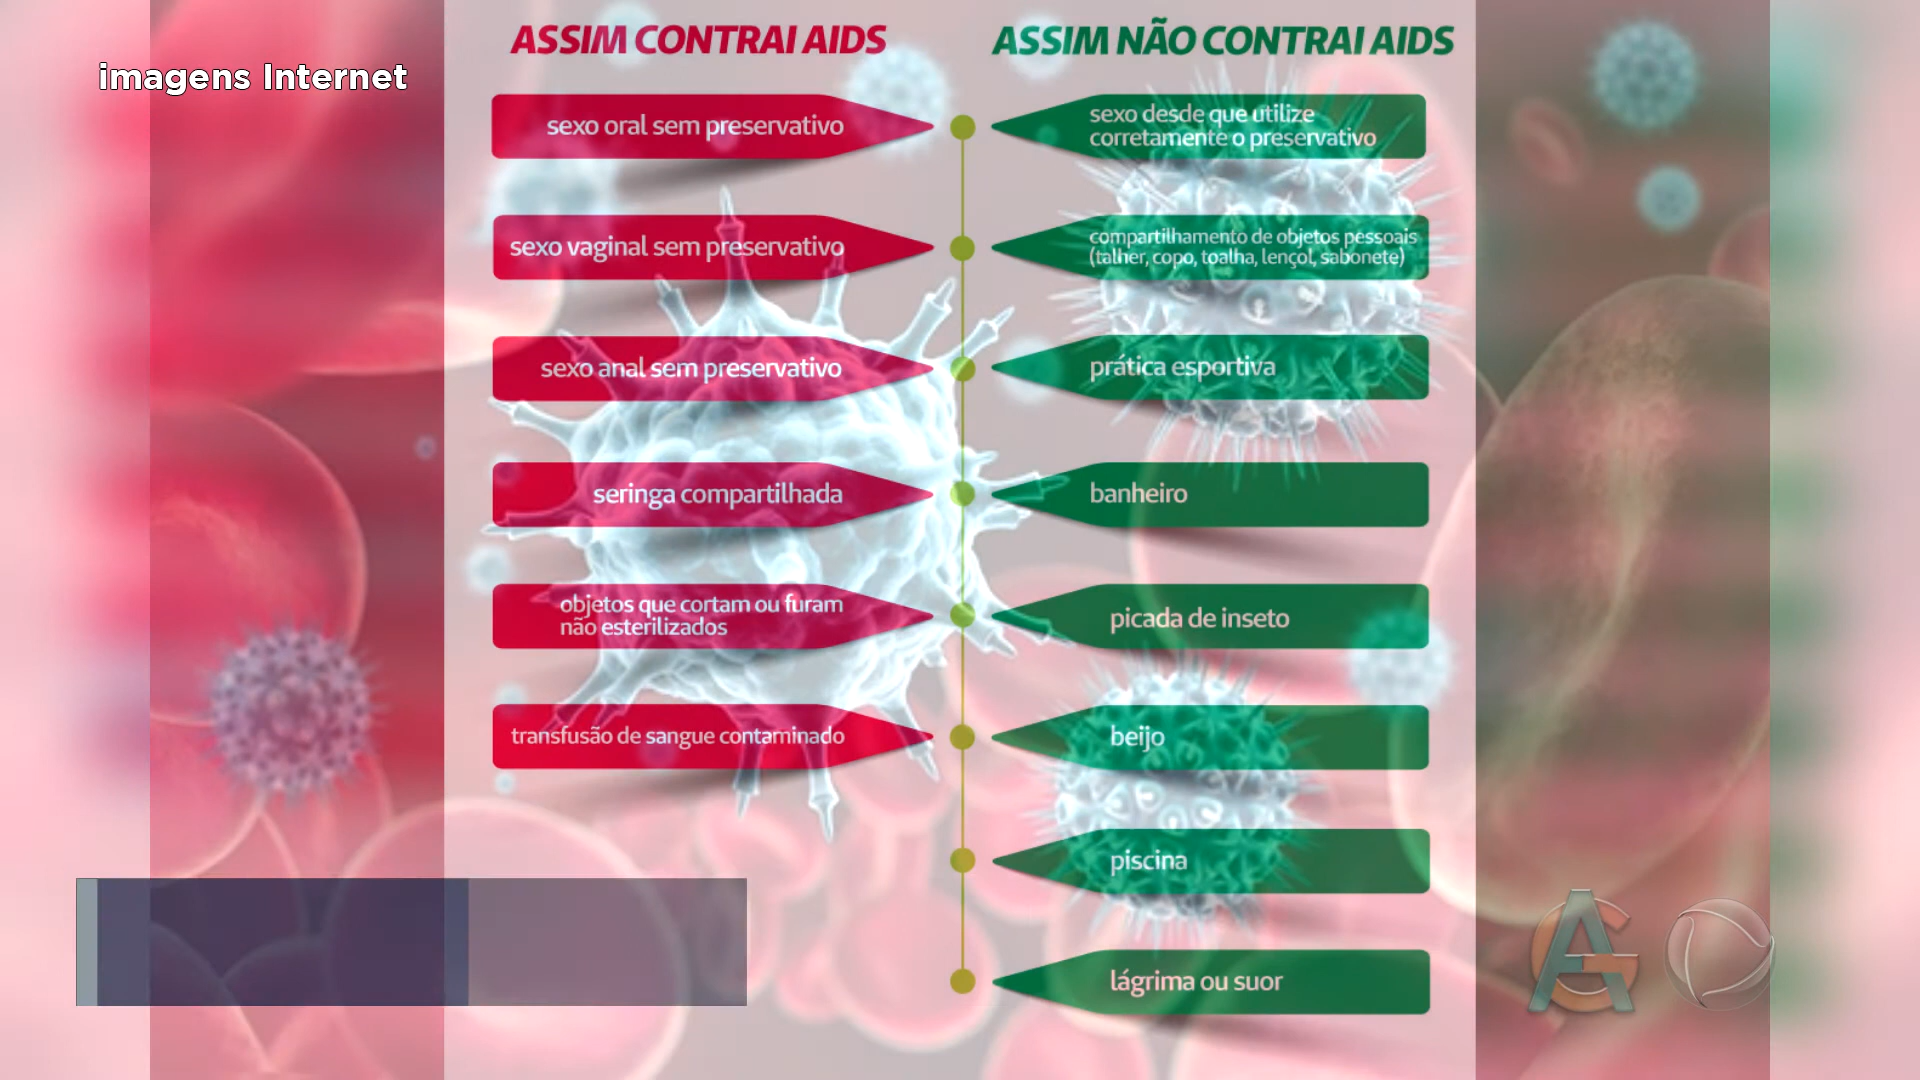 imagens Internet
ASSIM CONTRAI AIDS
sexo oral sem preservativo
sexo vaginal sem preservativo
sexo anal sem preservativo
seringa compartilhada
objetos que cortam ou furam
não esterilizados
transfusão de sangue contaminado
ASSIM NÃO CONTRAI AIDS
sexo desde que utilize
corretamente o preservativo
compartilhamento de objetos pessoais
(talher, copo, toalha, lençol, sabonete)
prática esportiva
banheiro
picada de inseto
beijo
piscina
lágrima ou suor
AG